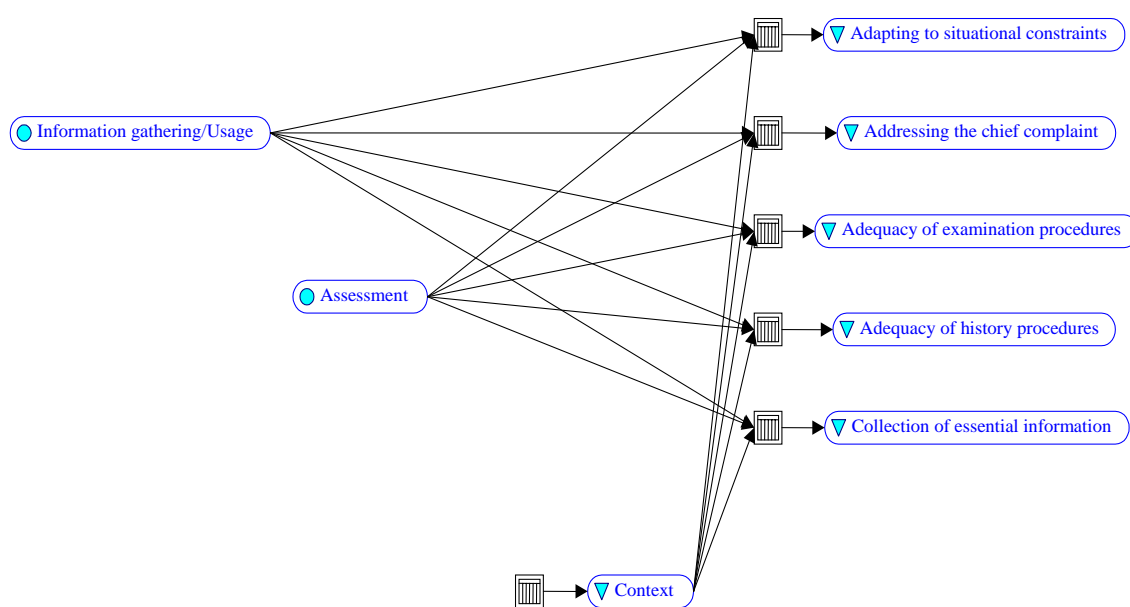 Adapting to situational constraints
Information gathering/Usage
Addressing the chief complaint
Adequacy of examination procedures
Assessment
Adequacy of history procedures
Collection of essential information
Context